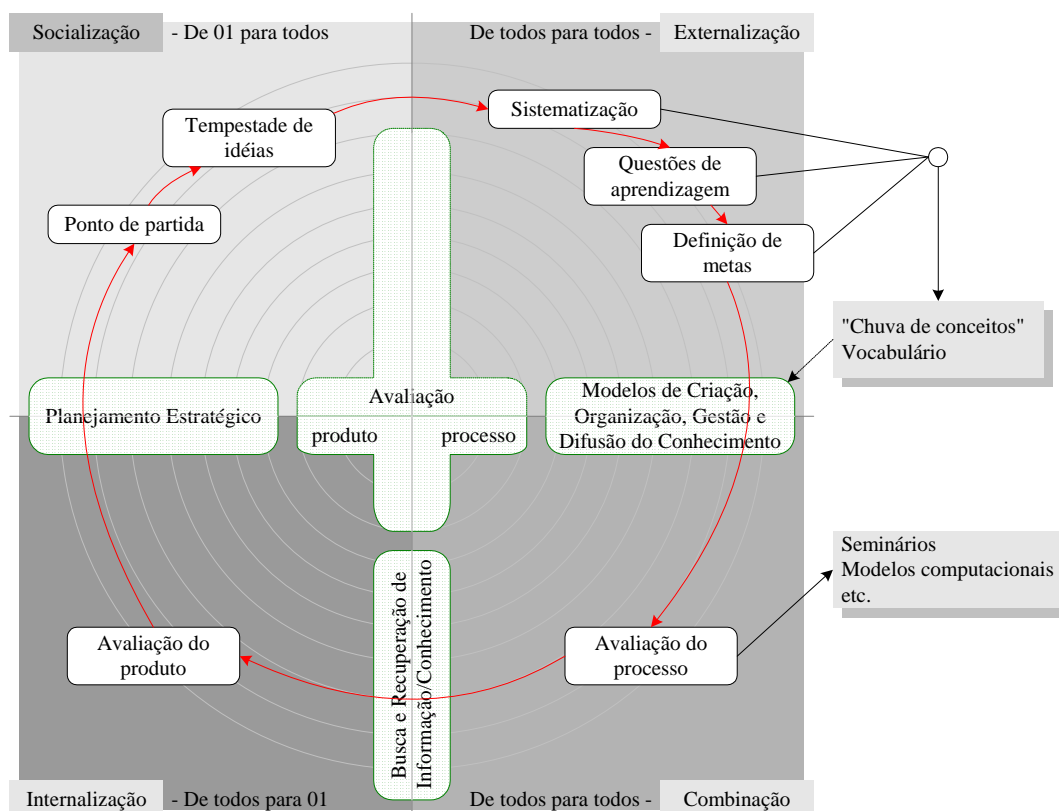 Socialização - De 01 para todos
De todos para todos - Externalização
Tempestade de
idéias
Sistematização
Questões de
aprendizagem
Ponto de partida
Definição de
metas
"Chuva de conceitos"
Vocabulário
Planejamento Estratégico
Avaliação
produto processo
Modelos de Criação,
Organização, Gestão e
Difusão do Conhecimento
Seminários
Modelos computacionais
etc.
Avaliação do
produto
Busca e Recuperação de
Informação/Conhecimento
Avaliação do
processo
Internalização - De todos para 01
De todos para todos - Combinação